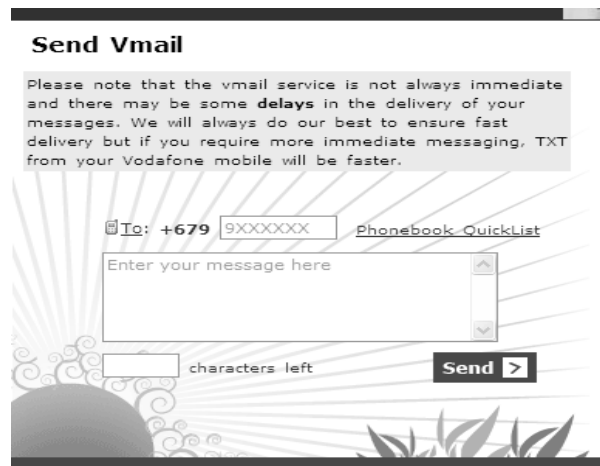 Send Vmail
Please note that the vmail service is not always immediate
and there may be some delays in the delivery of your
messages. We will always do our best to ensure fast
delivery but if you require more immediate messaging, TXT
from your Vodafone mobile will be faster.
To: +679 9XXXXXX Phonebook QuickList
Enter your message here
characters left Send >